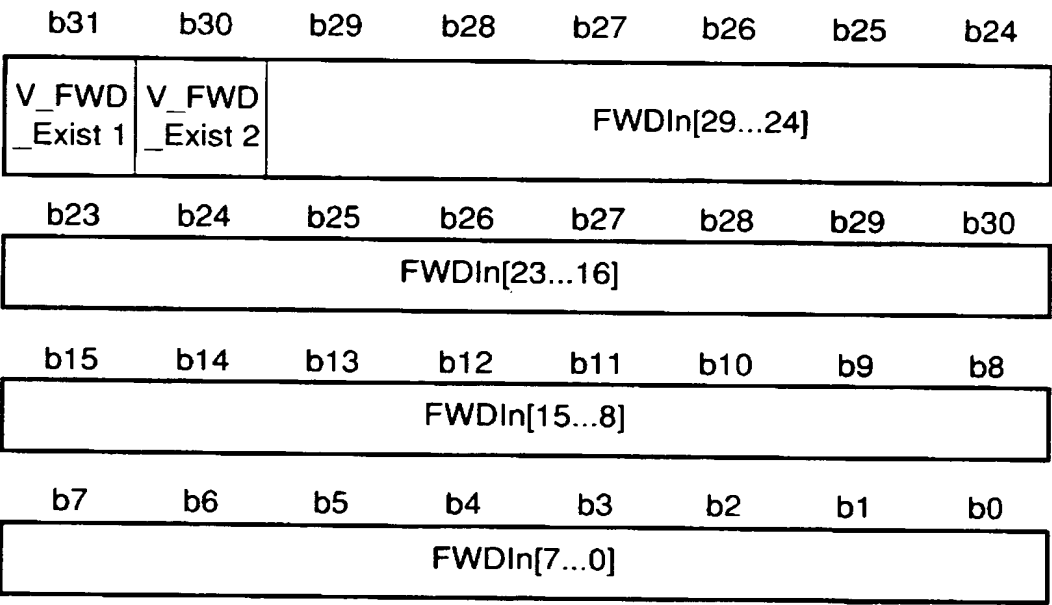 b31 b30 b29 b28 b27 b26 b25 b24
V_FWD V_FWD
_Exist 1 _Exist 2
FWDIn[29...24]
b23 b24 b25 b26 b27 b28 b29 b30
FWDIn[23...16]
b15 b14 b13 b12 b11 b10 b9 b8
FWDIn[15...8]
b7 b6 b5 b4 b3 b2 b1 b0
FWDIn[7...0]